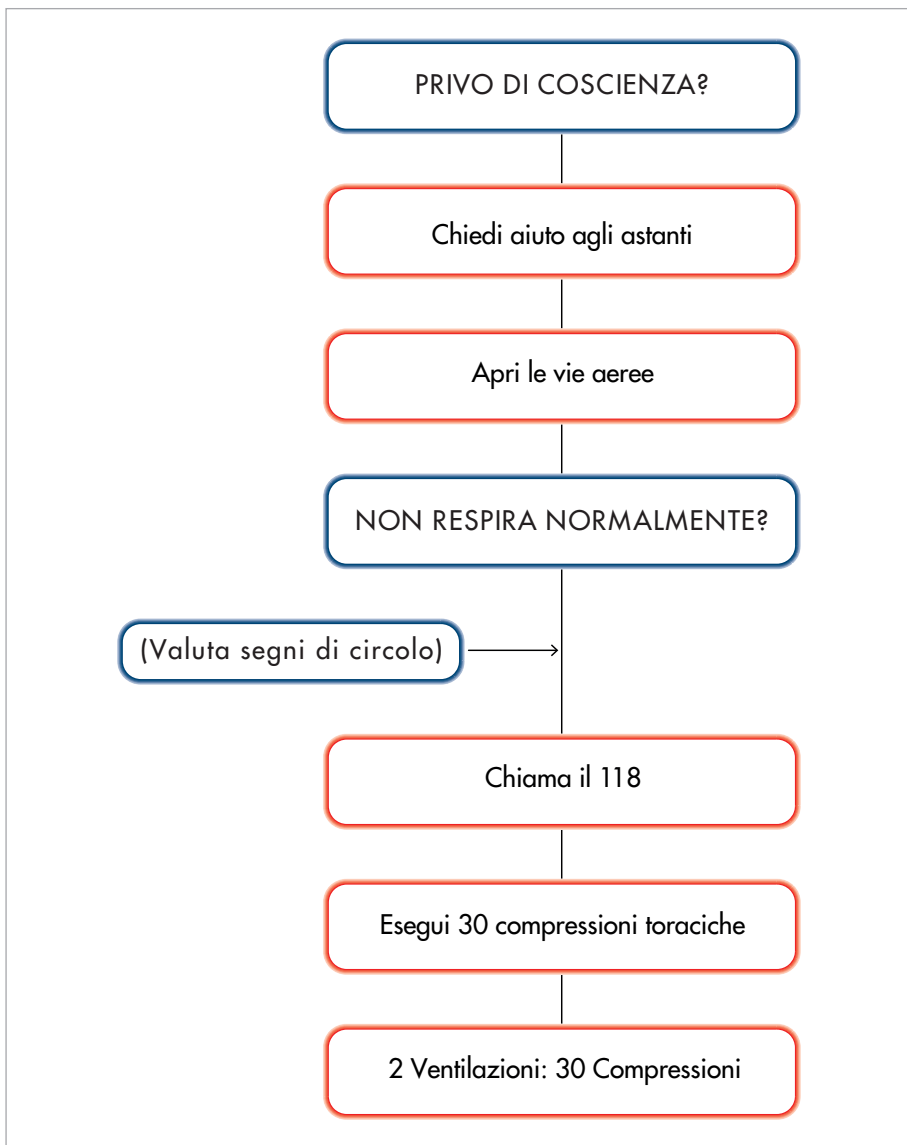 PRIVO DI COSCIENZA?
Chiedi aiuto agli astanti
Apri le vie aeree
NON RESPIRA NORMALMENTE?
(Valuta segni di circolo)
Chiama il 118
Esegui 30 compressioni toraciche
2 Ventilazioni: 30 Compressioni